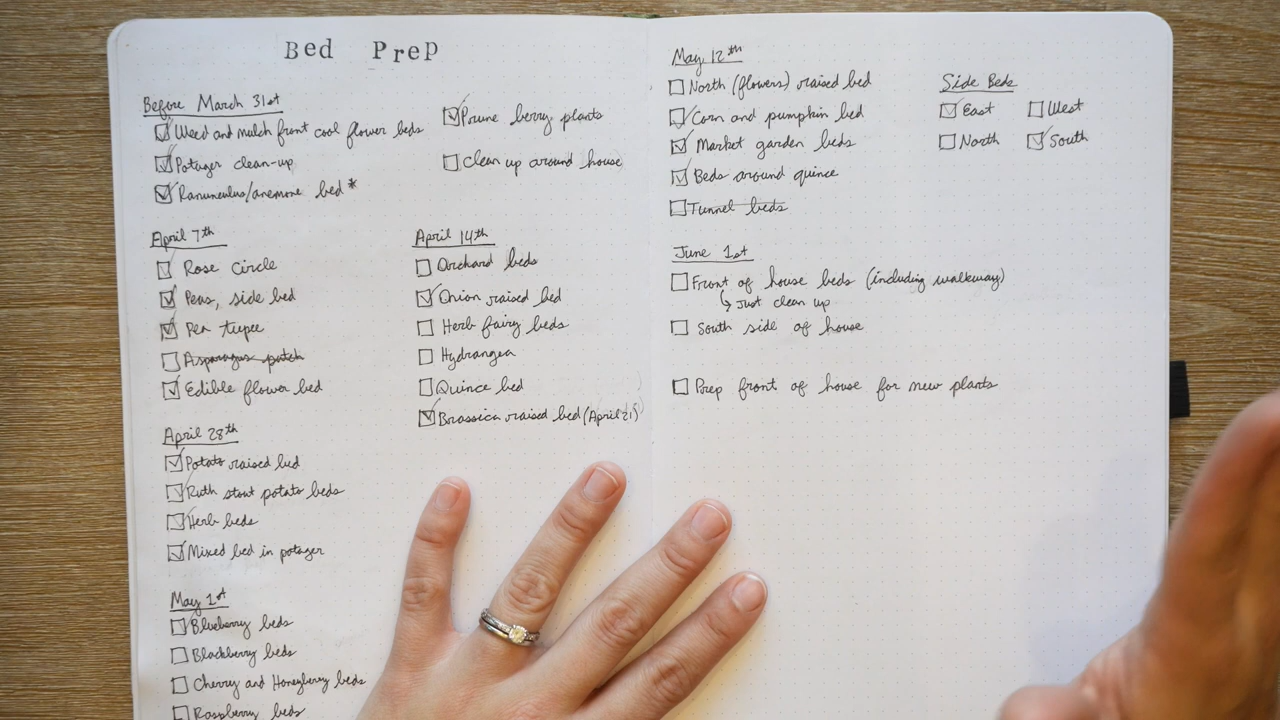 Bed Prep
Before March 31st
Weed and mulch front cool flower beds
Potager clean-up
Ranunculus/anemone bed *
Prune berry plants
Clean up around house
April 7th
Rose Circle
Peas, side bed
Pea tupee
Asparagus patch
Edible flower bed
April 14th
Orchard beds
Onion raised bed
Herb fairy beds
Hydrangea
Quince bed
Brassica raised bed (April 21)
April 28th
Potato raised bed
Ruth stout potato beds
Herb beds
Mixed bed in potager
May 1st
Blueberry beds
Blackberry beds
Cherry and Honeyberry beds
Raspberry beds
May 12th
North (flowers) raised bed
Corn and pumpkin bed
Market garden beds
Beds around quince
Tunnel beds
Side Beds
East West
North South
June 1st
Front of house beds (including walkway)
↳ Just clean up
South side of house
Prep front of house for new plants